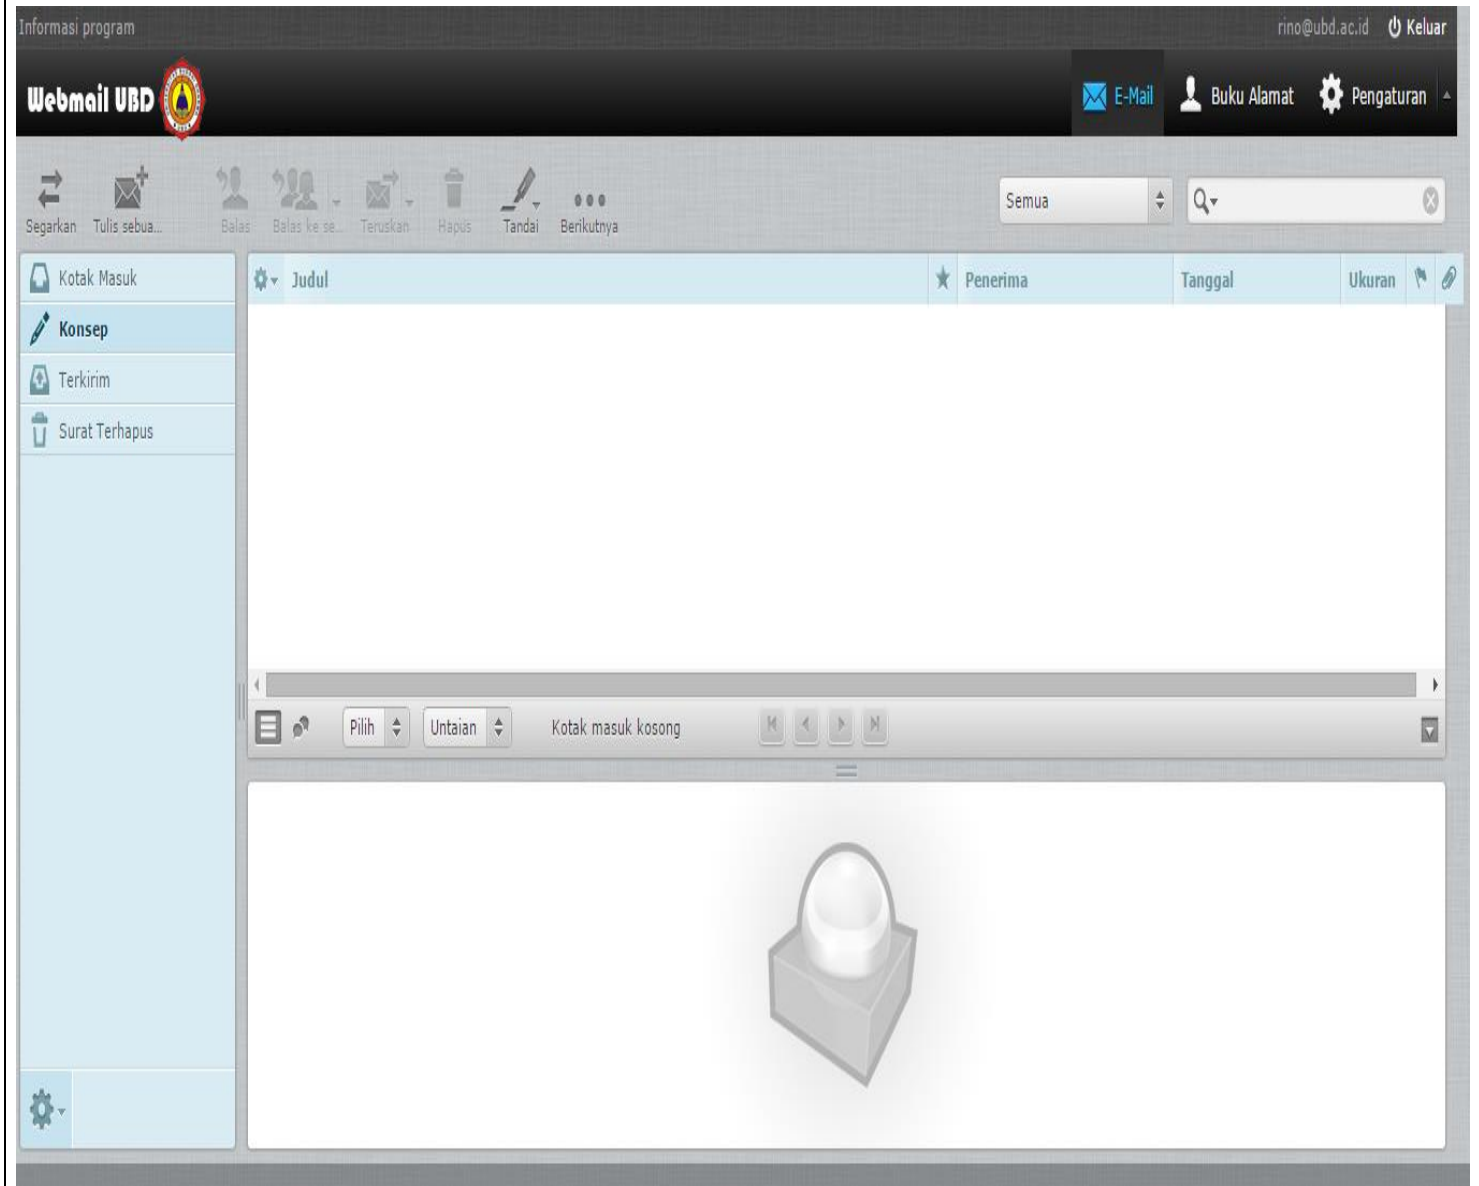 Informasi program
rino@ubd.ac.id Keluar
Webmail UBD
E-Mail Buku Alamat Pengaturan
Segarkan Tulis sebua... Balas Balas ke se... Teruskan Hapus Tandai Berikutnya
Semua
Kotak Masuk
Konsep
Terkirim
Surat Terhapus
Judul Penerima Tanggal Ukuran
Pilih Untaian Kotak masuk kosong